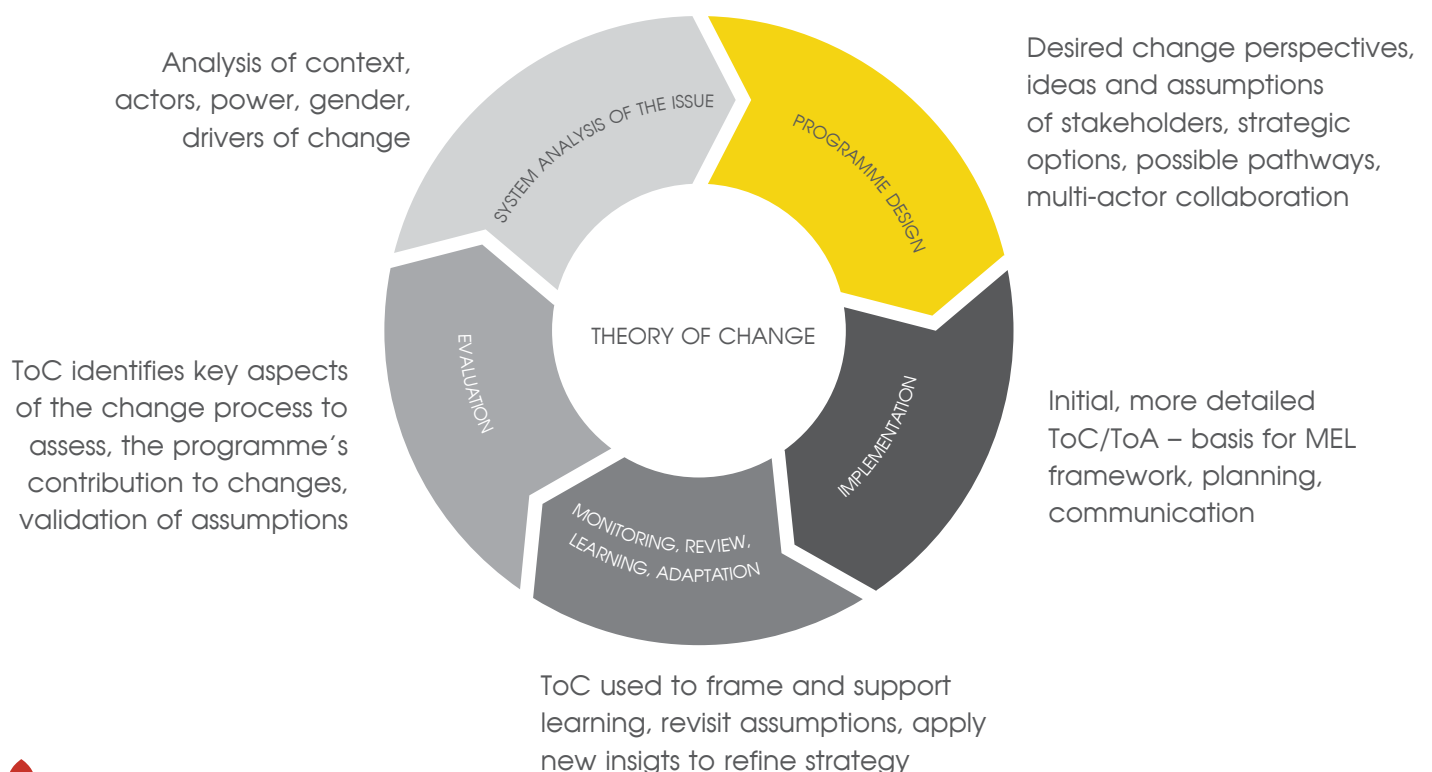 Analysis of context,
actors, power, gender,
drivers of change
SYSTEM ANALYSIS OF THE ISSUE
PROGRAMME DESIGN
Desired change perspectives,
ideas and assumptions
of stakeholders, strategic
options, possible pathways,
multi-actor collaboration
THEORY OF CHANGE
IMPLEMENTATION
Initial, more detailed
ToC/ToA – basis for MEL
framework, planning,
communication
MONITORING, REVIEW,
LEARNING, ADAPTATION
ToC used to frame and support
learning, revisit assumptions, apply
new insigts to refine strategy
EVALUATION
ToC identifies key aspects
of the change process to
assess, the programme’s
contribution to changes,
validation of assumptions